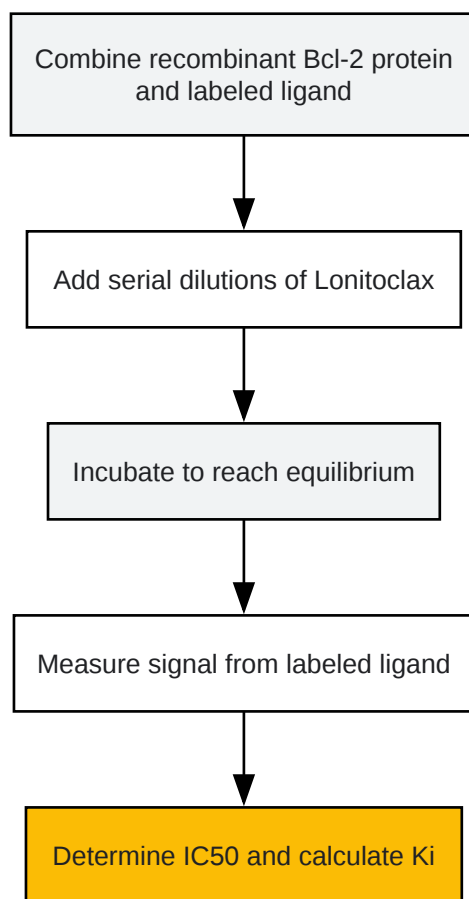 Combine recombinant Bcl-2 protein
and labeled ligand
Add serial dilutions of Lonitoclax
Incubate to reach equilibrium
Measure signal from labeled ligand
Determine IC50 and calculate Ki